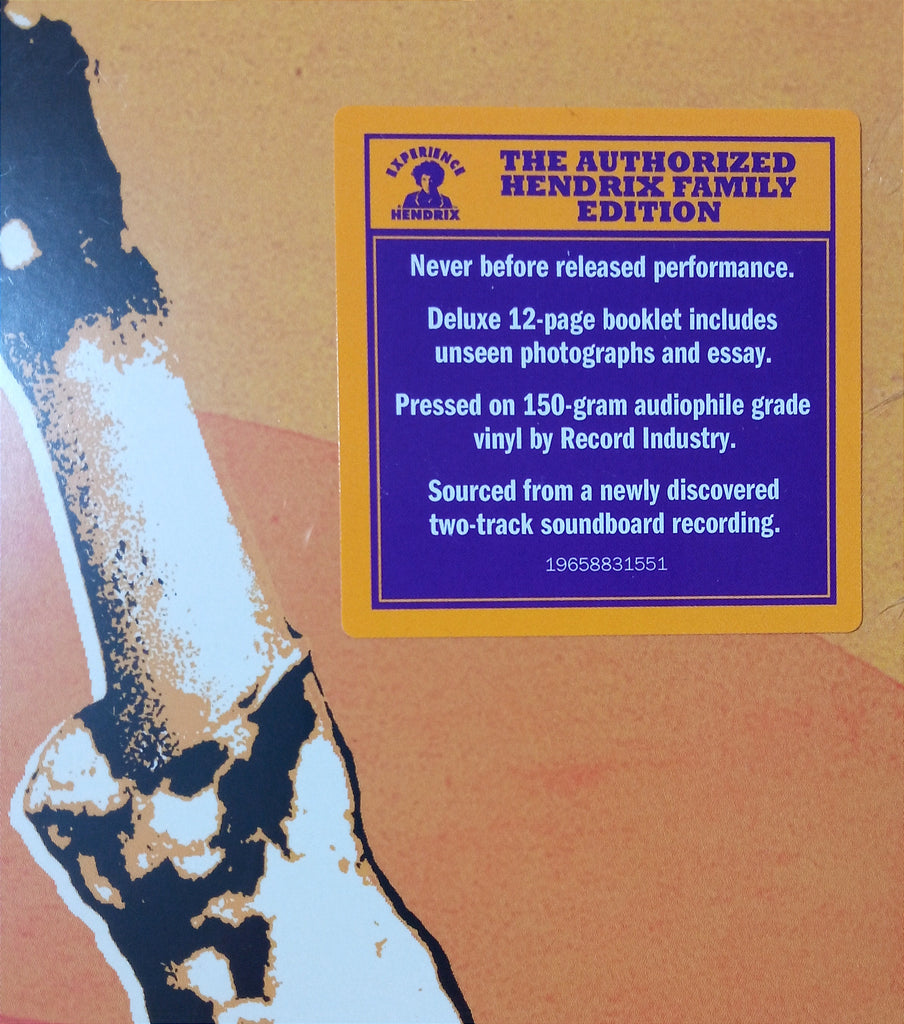 EXPERIENCE
HENDRIX
THE AUTHORIZED
HENDRIX FAMILY
EDITION
Never before released performance.
Deluxe 12-page booklet includes
unseen photographs and essay.
Pressed on 150-gram audiophile grade
vinyl by Record Industry.
Sourced from a newly discovered
two-track soundboard recording.
19658831551